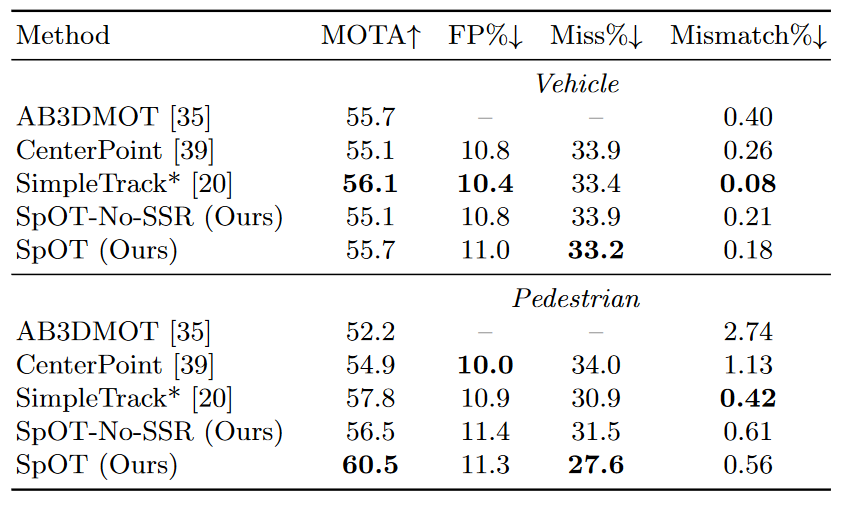 Method MOTA↑ FP%↓ Miss%↓ Mismatch%↓
Vehicle
AB3DMOT [35] 55.7 – – 0.40
CenterPoint [39] 55.1 10.8 33.9 0.26
SimpleTrack* [20] 56.1 10.4 33.4 0.08
SpOT-No-SSR (Ours) 55.1 10.8 33.9 0.21
SpOT (Ours) 55.7 11.0 33.2 0.18
Pedestrian
AB3DMOT [35] 52.2 – – 2.74
CenterPoint [39] 54.9 10.0 34.0 1.13
SimpleTrack* [20] 57.8 10.9 30.9 0.42
SpOT-No-SSR (Ours) 56.5 11.4 31.5 0.61
SpOT (Ours) 60.5 11.3 27.6 0.56